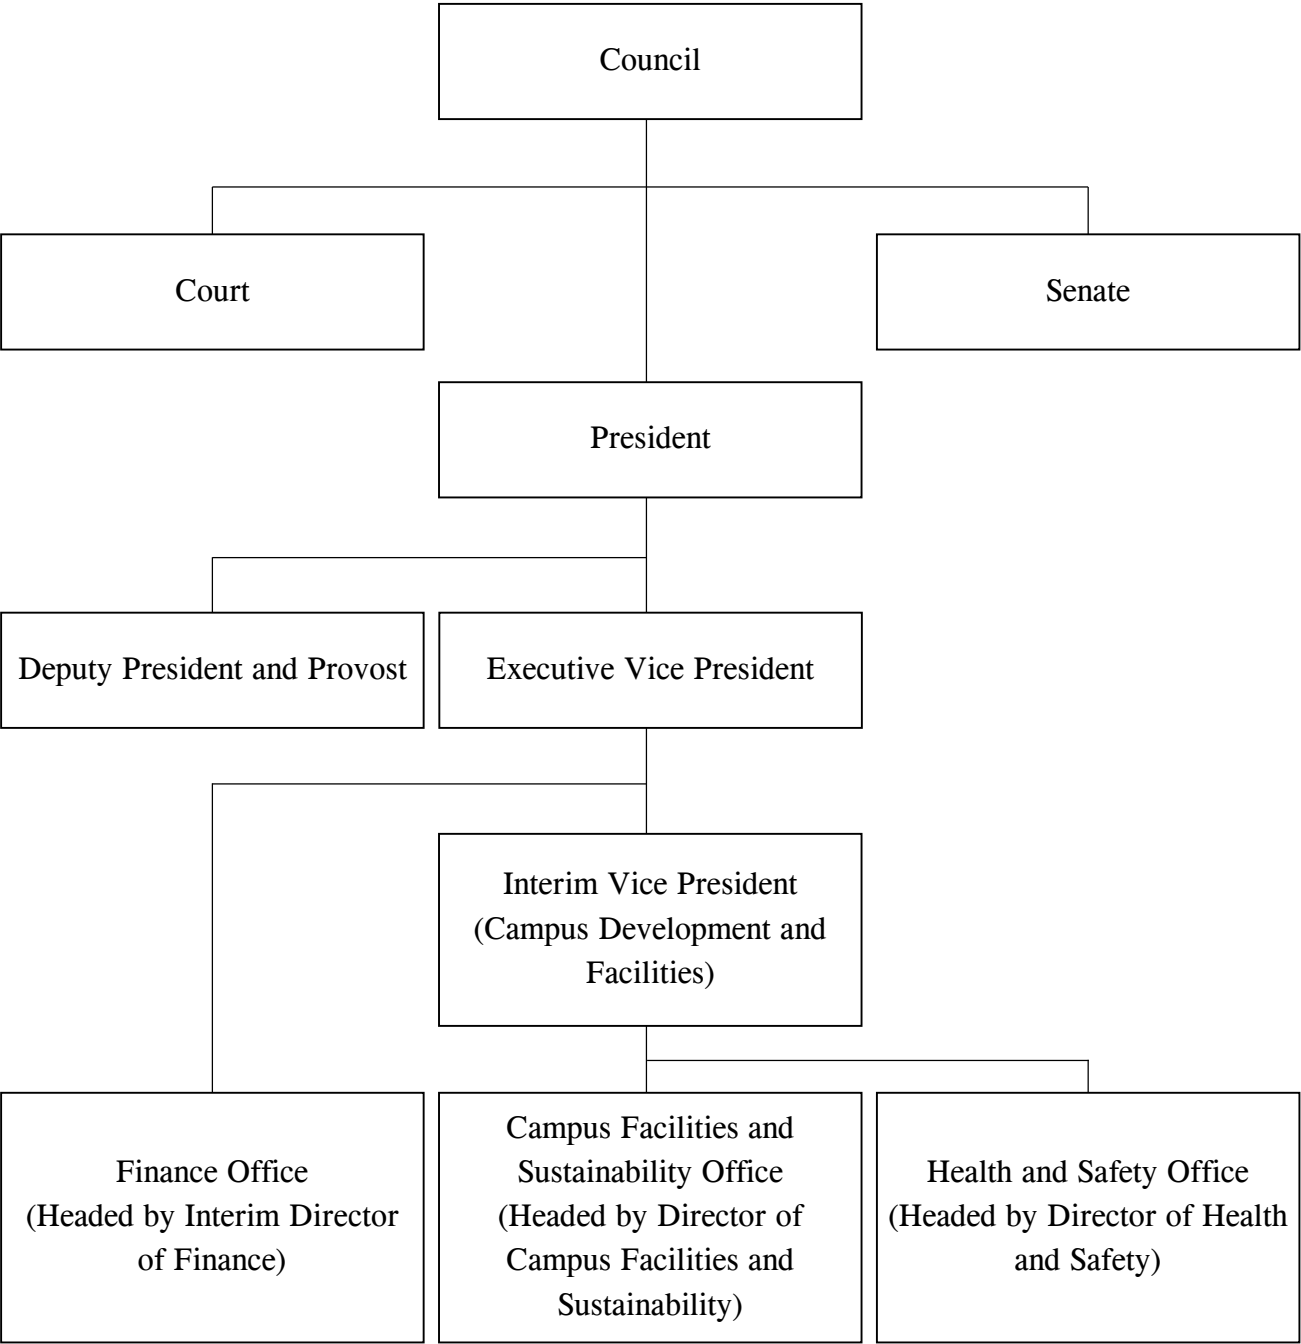 Council
Court
Senate
President
Deputy President and Provost
Executive Vice President
Interim Vice President
(Campus Development and
Facilities)
Finance Office
(Headed by Interim Director
of Finance)
Campus Facilities and
Sustainability Office
(Headed by Director of
Campus Facilities and
Sustainability)
Health and Safety Office
(Headed by Director of Health
and Safety)